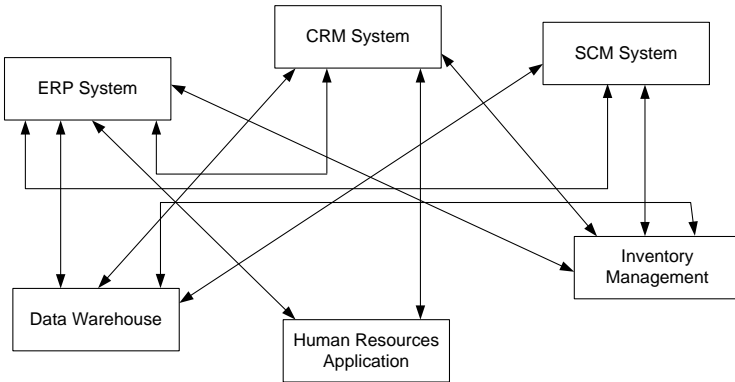 CRM System
SCM System
ERP System
Inventory
Management
Data Warehouse
Human Resources
Application